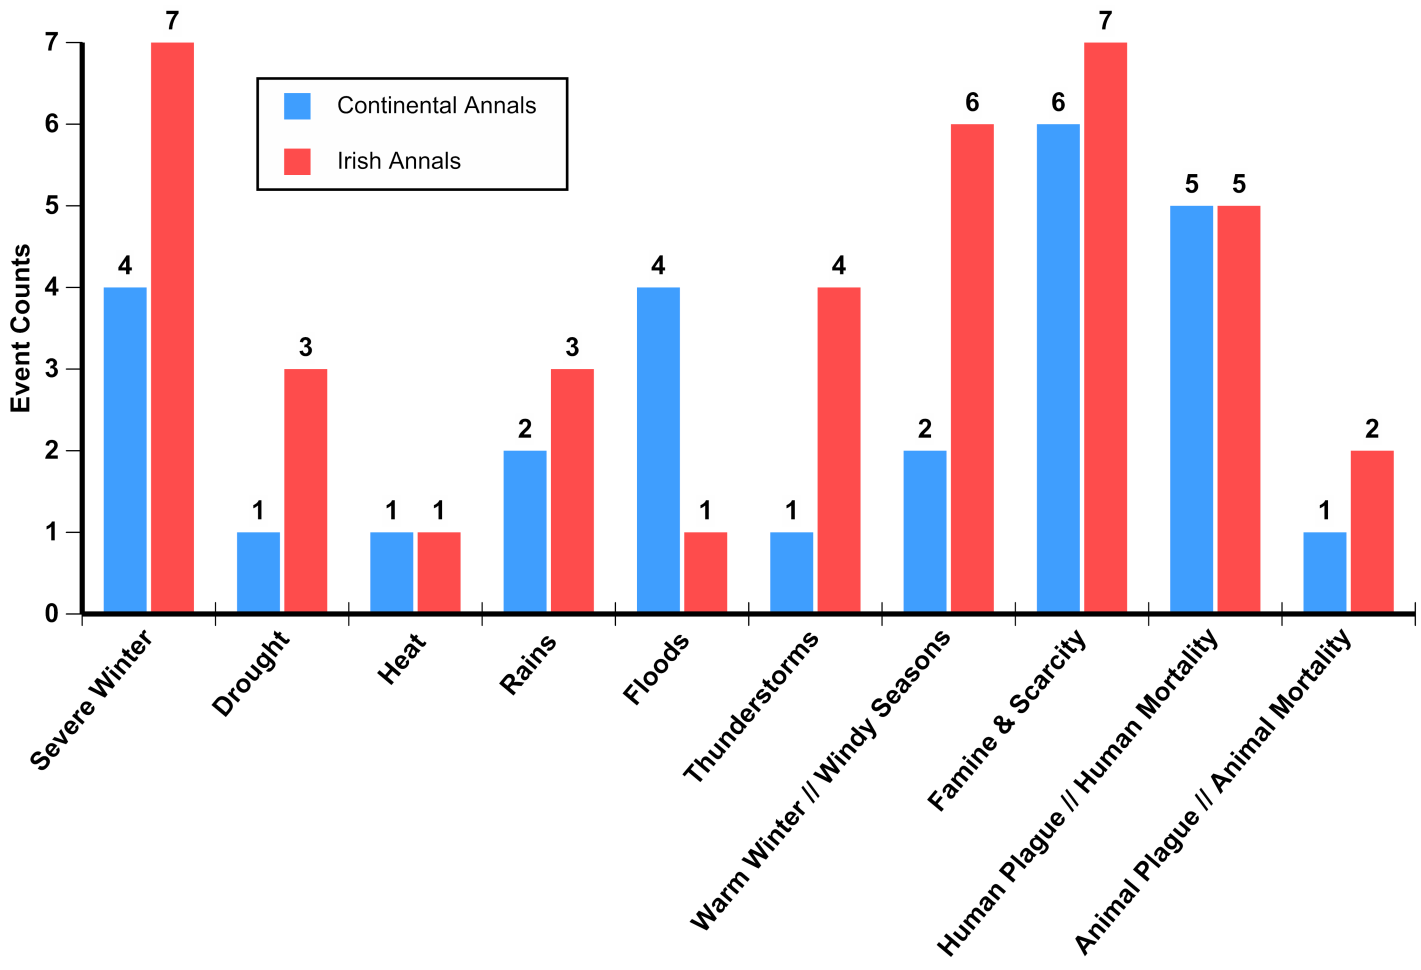 7
7
7
6
5
4
3
2
1
0
Event Counts
Continental Annals
Irish Annals
4
1
3
1
1
2
3
4
1
1
4
2
6
6
5
5
1
2
Severe Winter
Drought
Heat
Rains
Floods
Thunderstorms
Warm Winter // Windy Seasons
Famine & Scarcity
Human Plague // Human Mortality
Animal Plague // Animal Mortality